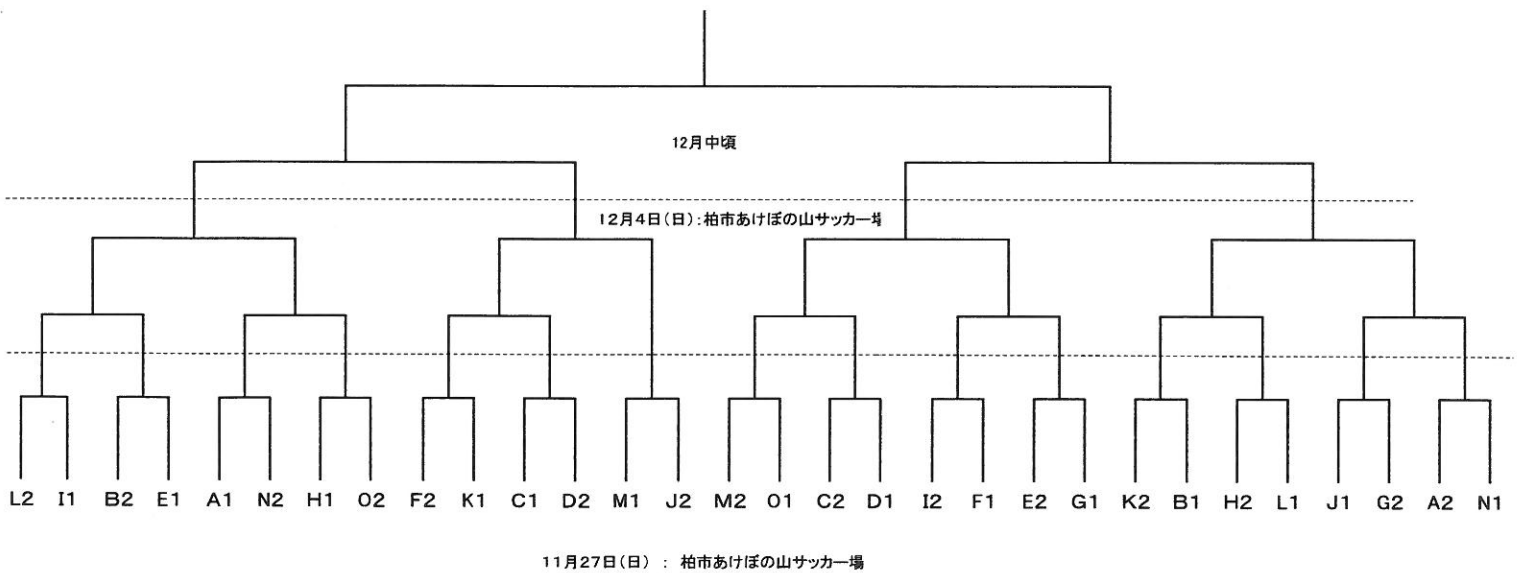 12月中頃
12月4日(日):柏市あけぼの山サッカー場
L2 I1 B2 E1 A1 N2 H1 O2 F2 K1 C1 D2 M1 J2 M2 O1 C2 D1 I2 F1 E2 G1 K2 B1 H2 L1 J1 G2 A2 N1
11月27日(日) : 柏市あけぼの山サッカー場